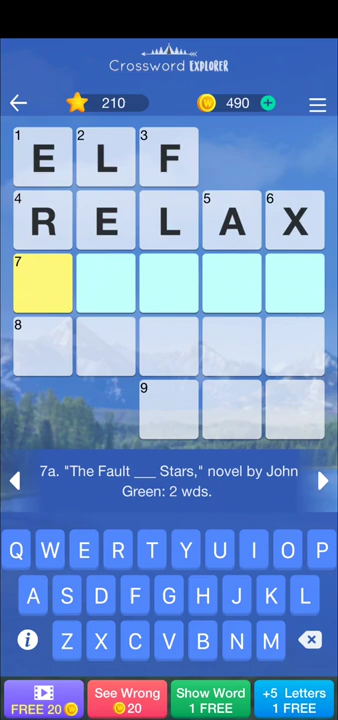 Crossword EXPLORER
210 490 +
1 E 2 L 3 F
4 R E L 5 A 6 X
7
8
9
7a. "The Fault ___ Stars," novel by John
Green: 2 wds.
Q W E R T Y U I O P
A S D F G H J K L
i Z X C V B N M
FREE 20 W
See Wrong
W 20
Show Word
1 FREE
+5 Letters
1 FREE